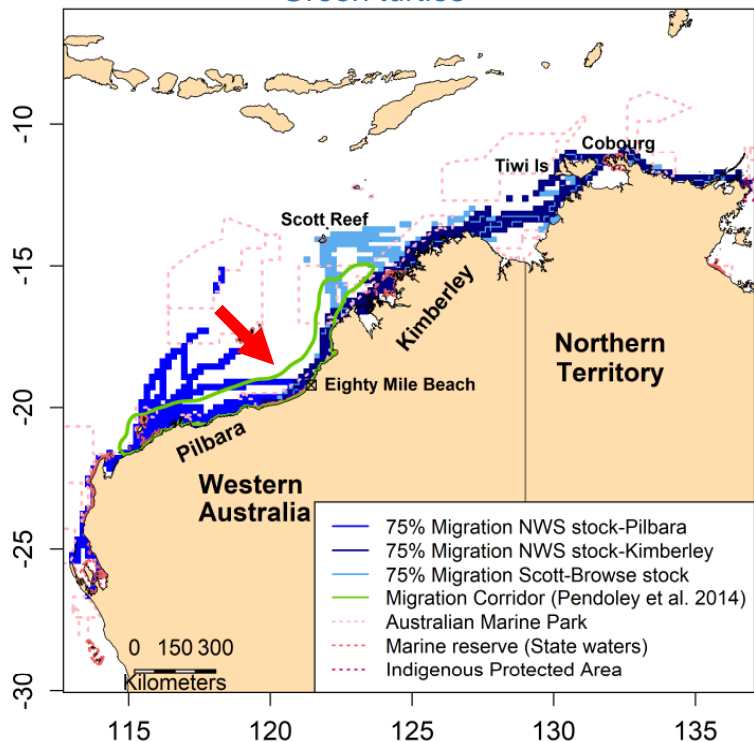 Green turtles
-10
-15
-20
-25
-30
Cobourg
Tiwi Is
Scott Reef
Kimberley
Northern
Territory
Eighty Mile Beach
Pilbara
Western
Australia
75% Migration NWS stock-Pilbara
75% Migration NWS stock-Kimberley
75% Migration Scott-Browse stock
Migration Corridor (Pendoley et al. 2014)
Australian Marine Park
Marine reserve (State waters)
Indigenous Protected Area
0 150 300
Kilometers
115 120 125 130 135